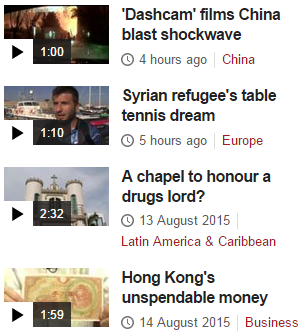 'Dashcam' films China
blast shockwave
1:00
4 hours ago
China
Syrian refugee's table
tennis dream
1:10
5 hours ago
Europe
A chapel to honour a
drugs lord?
2:32
13 August 2015
Latin America & Caribbean
Hong Kong's
unspendable money
1:59
14 August 2015
Business